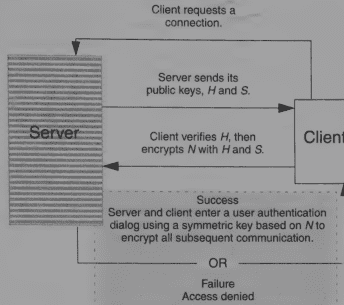 Client requests a
connection.
Server sends its
public keys, H and S.
Server
Client
Client verifies H, then
encrypts N with H and S.
Success
Server and client enter a user authentication
dialog using a symmetric key based on N to
encrypt all subsequent communication.
OR
Failure
Access denied